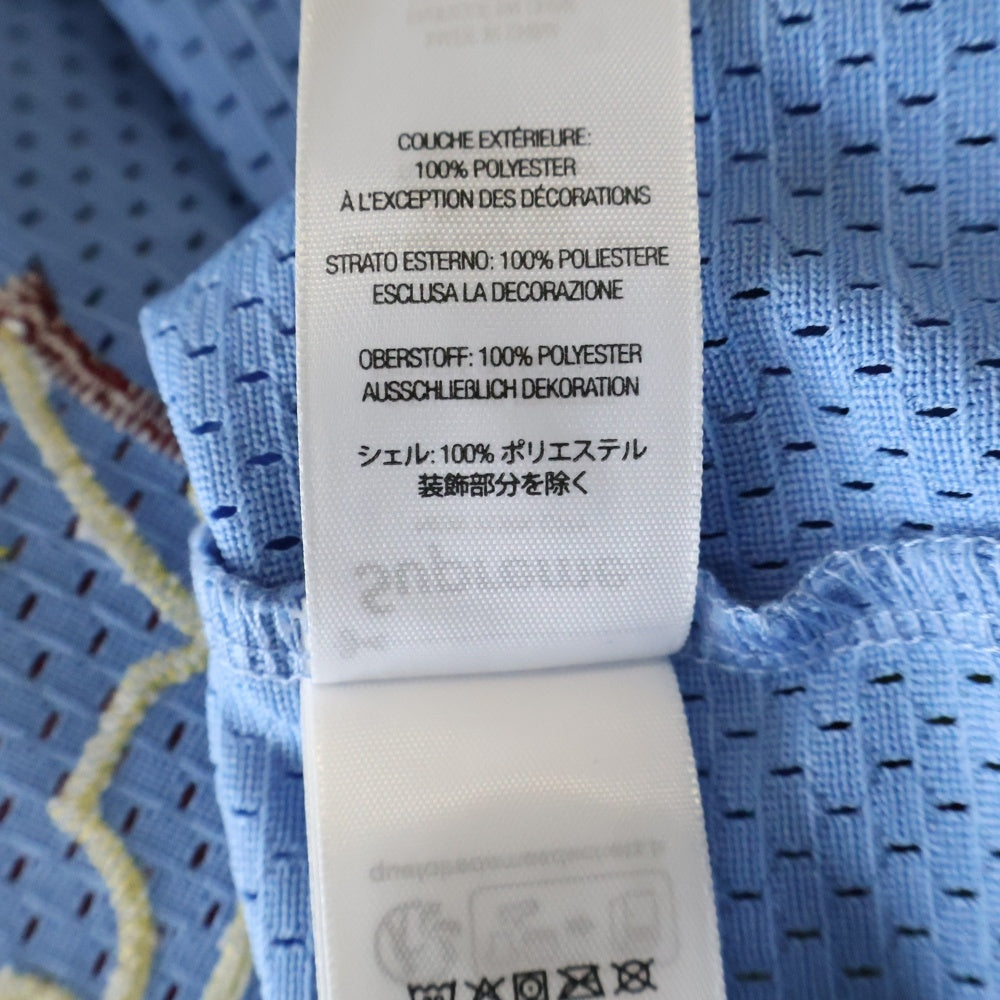 COUCHE EXTÉRIEURE:
100% POLYESTER
À L'EXCEPTION DES DÉCORATIONS
STRATO ESTERNO: 100% POLIESTERE
ESCLUSA LA DECORAZIONE
OBERSTOFF: 100% POLYESTER
AUSSCHLIEßLICH DEKORATION
シェル: 100% ポリエステル
装飾部分を除く
Supreme